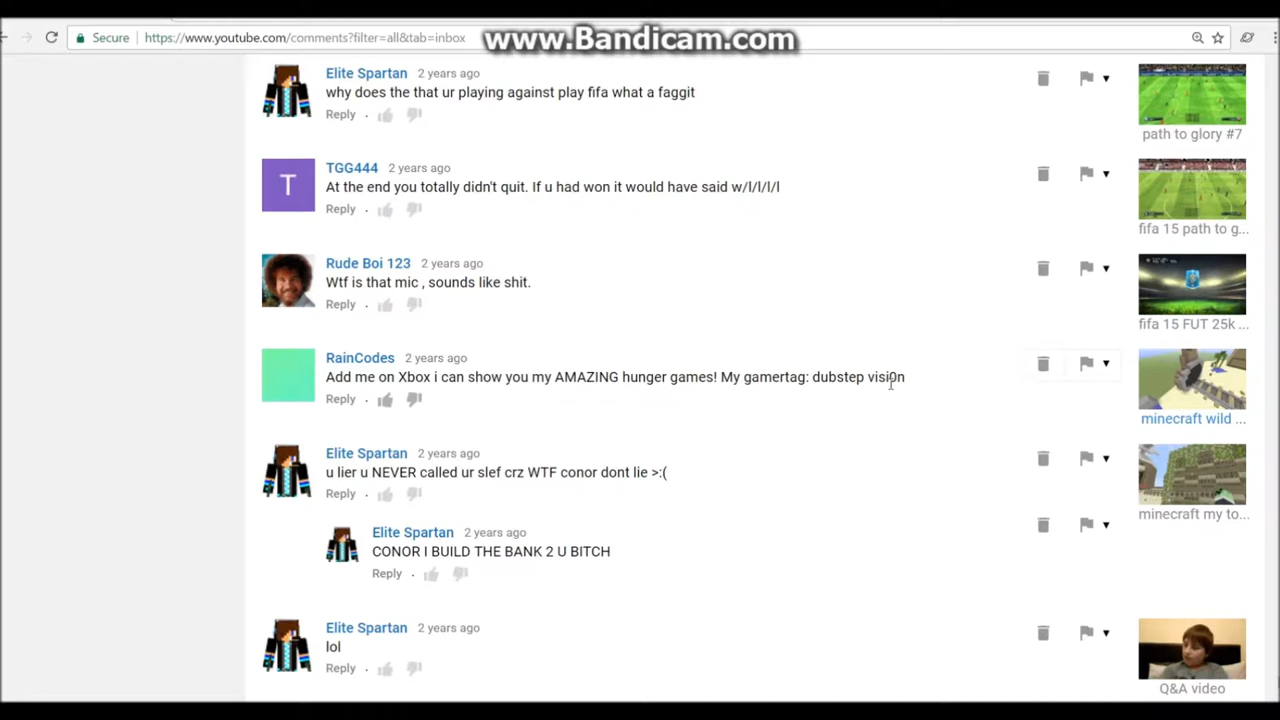 www.Bandicam.com
Secure
https://www.youtube.com/comments?filter=all&tab=inbox
Elite Spartan 2 years ago
why does the that ur playing against play fifa what a faggit
Reply
path to glory #7
T
TGG444 2 years ago
At the end you totally didn't quit. If u had won it would have said w/l/l/l/l
Reply
fifa 15 path to g...
Rude Boi 123 2 years ago
Wtf is that mic , sounds like shit.
Reply
fifa 15 FUT 25k ...
RainCodes 2 years ago
Add me on Xbox i can show you my AMAZING hunger games! My gamertag: dubstep vision
Reply
minecraft wild ...
Elite Spartan 2 years ago
u lier u NEVER called ur slef crz WTF conor dont lie >:(
Reply
minecraft my to...
Elite Spartan 2 years ago
CONOR I BUILD THE BANK 2 U BITCH
Reply
Elite Spartan 2 years ago
lol
Reply
Q&A video